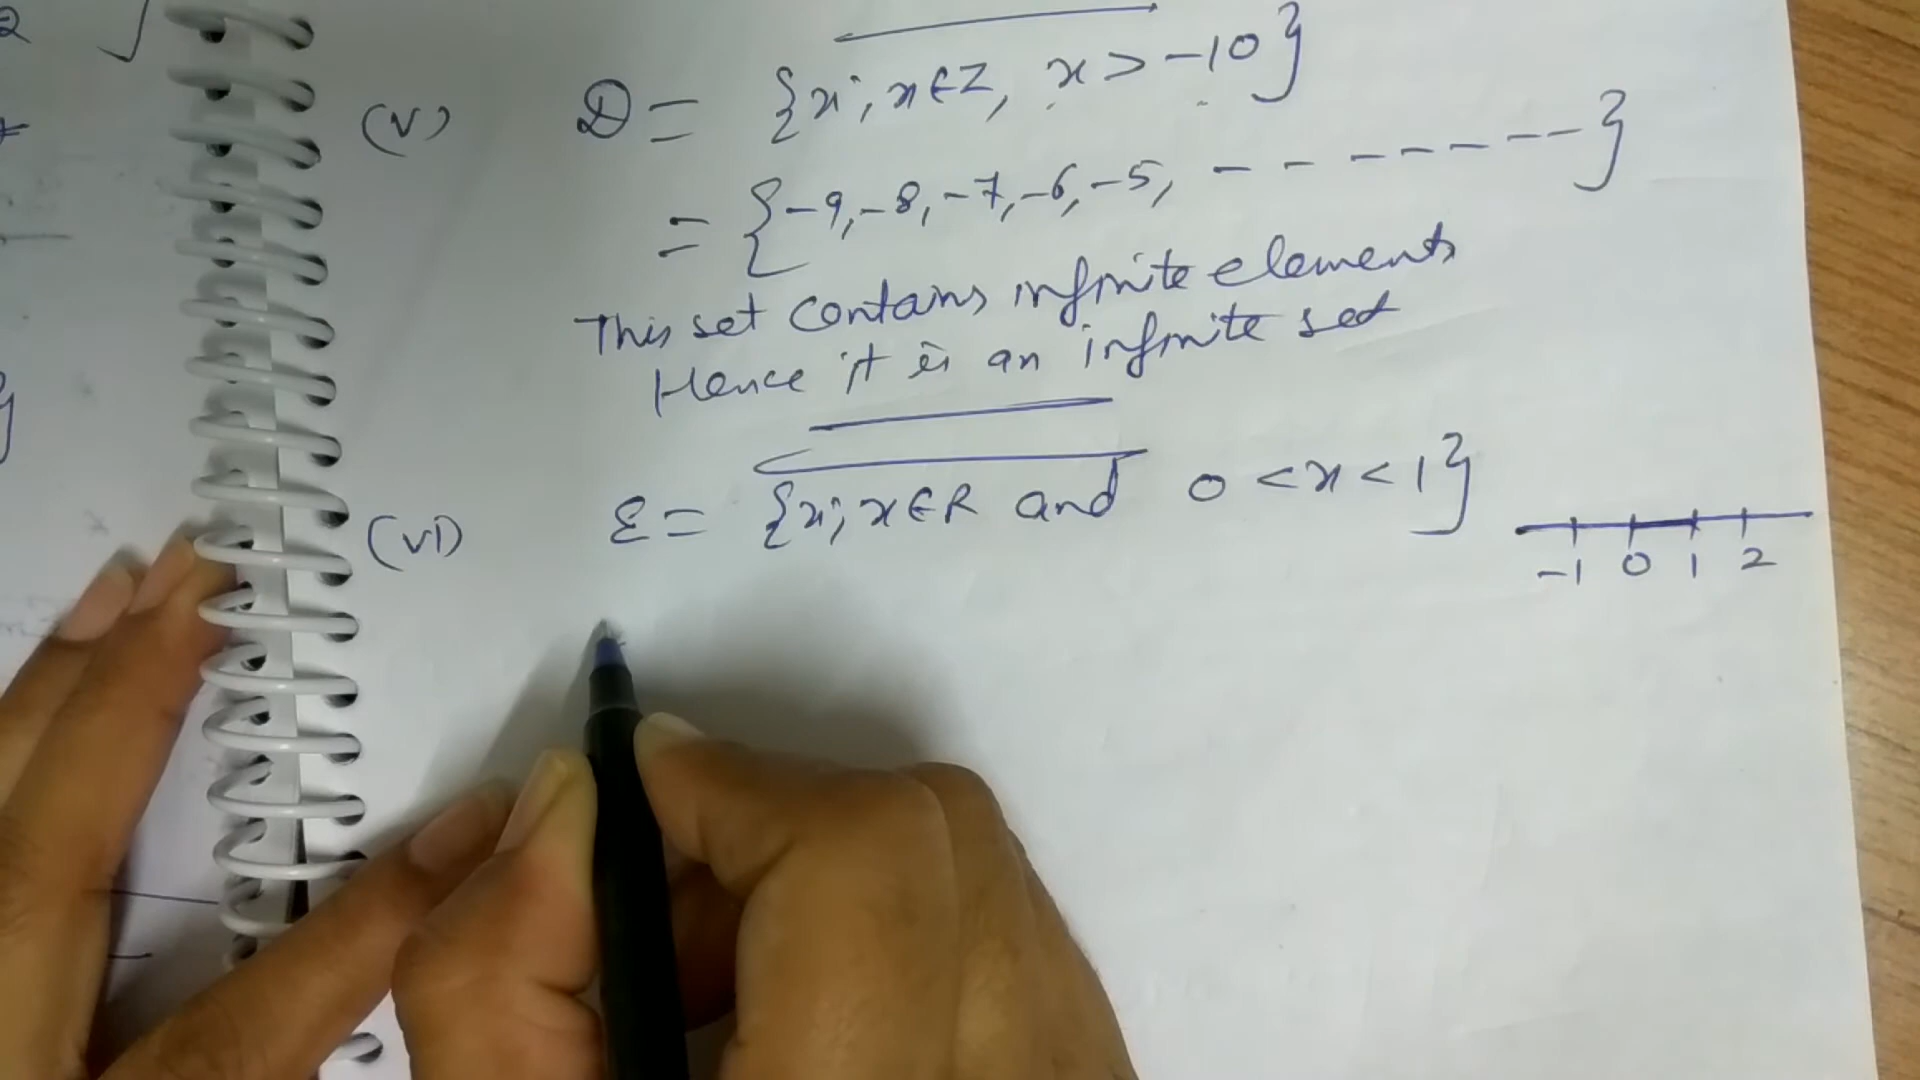 (v) D = {x; x∈Z, x > -10}
= {-9, -8, -7, -6, -5, - - - - - - - -}
This set contains infinite elements
Hence it is an infinite set
(vi) E = {x; x∈R and 0 < x < 1}
-1 0 1 2